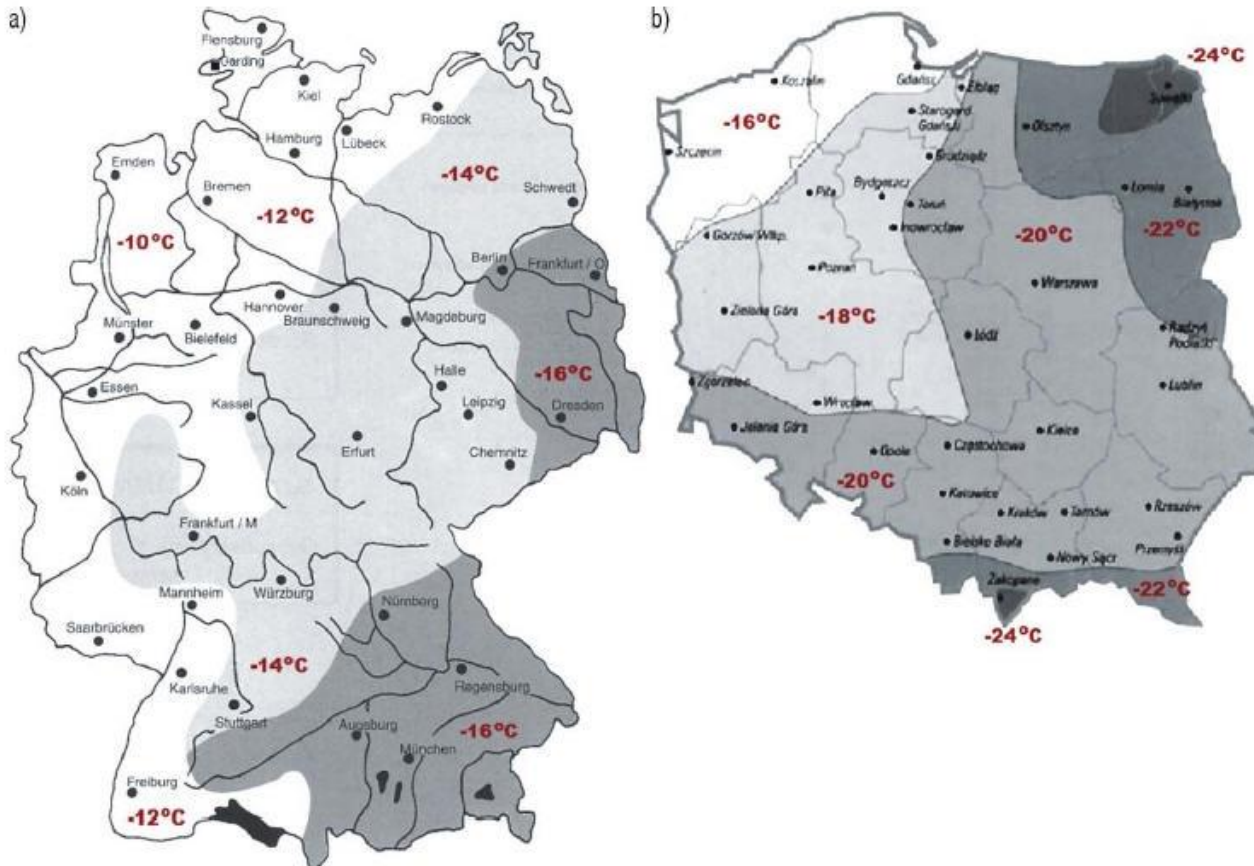 a)
Flensburg
Garding
Kiel
Rostock
Lübeck
Hamburg
-14°C
Emden
Bremen
Schwedt
-12°C
-10°C
Berlin
Frankfurt / O
Hannover
Braunschweig
Magdeburg
Münster
Bielefeld
-16°C
Essen
Halle
Kassel
Leipzig
Dresden
Erfurt
Chemnitz
Köln
Frankfurt / M
Würzburg
Mannheim
Nürnberg
Saarbrücken
-14°C
Karlsruhe
Regensburg
Stuttgart
Augsburg
-16°C
München
Freiburg
-12°C
b)
-24°C
Gdańsk
Koszalin
Elbląg
Suwałki
-16°C
Starogard
Gdański
Olsztyn
Szczecin
Grudziądz
Piła
Bydgoszcz
Toruń
Łomża
Białystok
Inowrocław
Gorzów Wlkp.
-20°C
-22°C
Poznań
Warszawa
Zielona Góra
-18°C
Łódź
Radzyń
Podlaski
Zgorzelec
Lublin
Wrocław
Jelenia Góra
Częstochowa
Kielce
Opole
-20°C
Katowice
Kraków
Tarnów
Rzeszów
Bielsko Biała
Nowy Sącz
Przemyśl
Zakopane
-22°C
-24°C